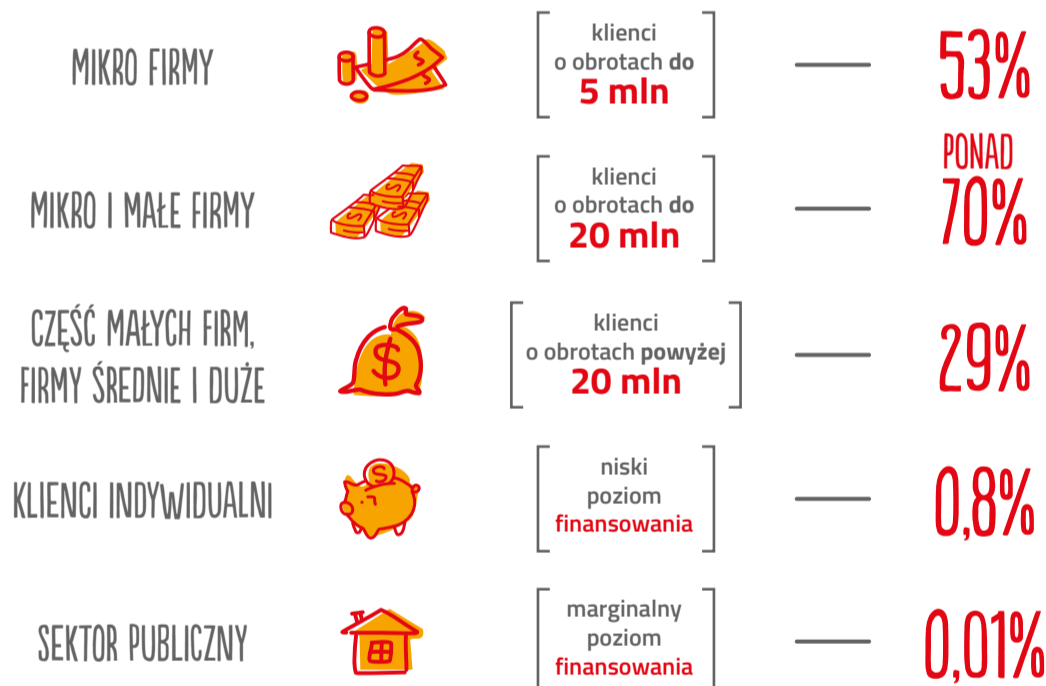 MIKRO FIRMY
klienci
o obrotach do
5 mln
53%
MIKRO I MAŁE FIRMY
klienci
o obrotach do
20 mln
PONAD
70%
CZĘŚĆ MAŁYCH FIRM,
FIRMY ŚREDNIE I DUŻE
klienci
o obrotach powyżej
20 mln
29%
KLIENCI INDYWIDUALNI
niski
poziom
finansowania
0,8%
SEKTOR PUBLICZNY
marginalny
poziom
finansowania
0,01%